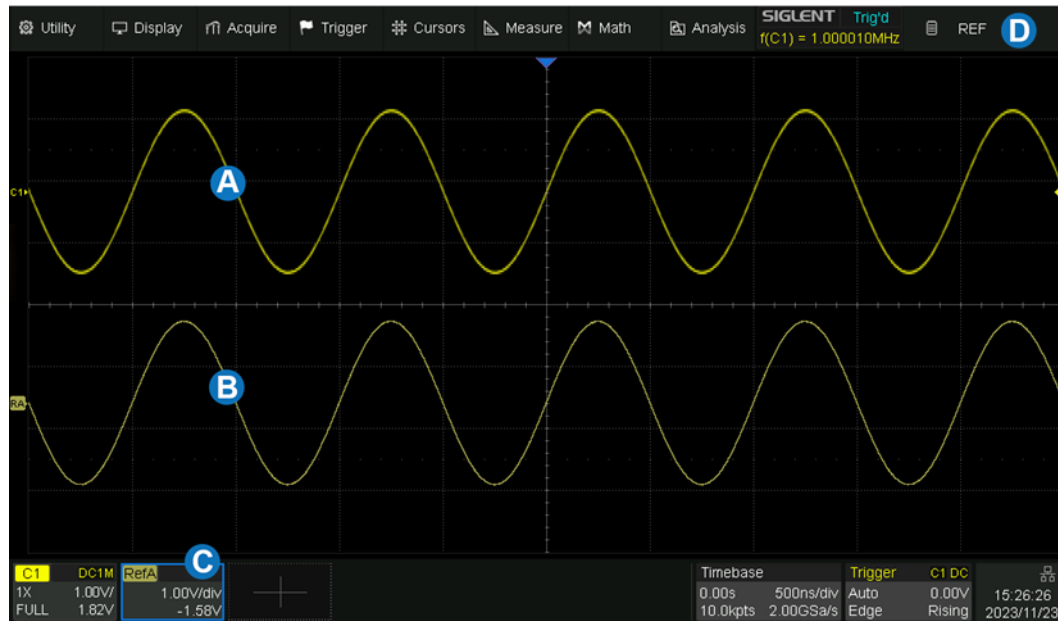 Utility Display Acquire Trigger Cursors Measure Math Analysis SIGLENT Trig'd REF D
f(C1) = 1.000010MHz
A
C1
B
RA
C
C1 DC1M RefA Timebase Trigger C1 DC
1X 1.00V/ 1.00V/div 0.00s 500ns/div Auto 0.00V 15:26:26
FULL 1.82V -1.58V 10.0kpts 2.00GSa/s Edge Rising 2023/11/23